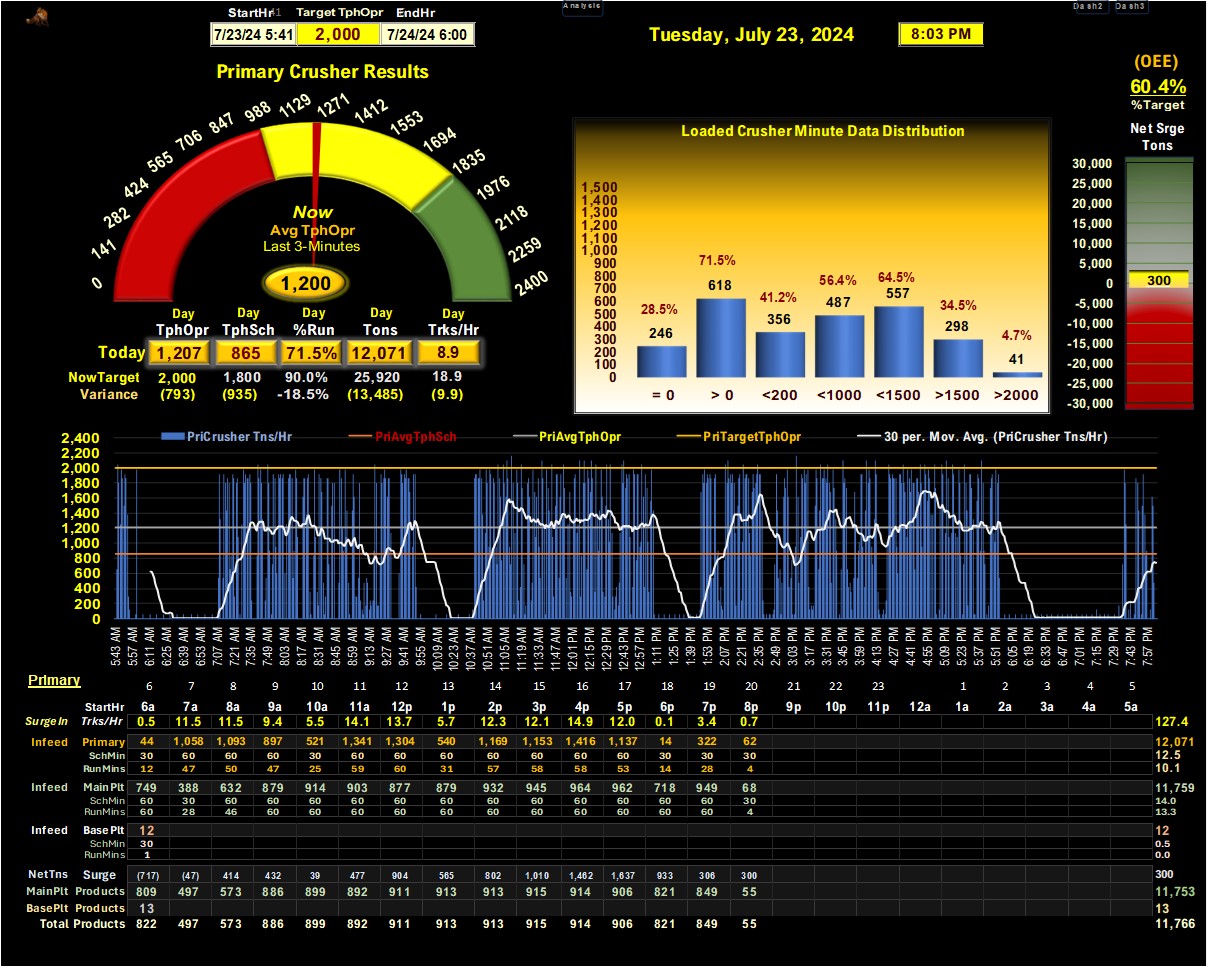 Analysis
Dash2 Dash3
StartHr Target TphOpr EndHr
7/23/24 5:41 2,000 7/24/24 6:00
Tuesday, July 23, 2024 8:03 PM
(OEE)
60.4%
%Target
Primary Crusher Results
0 141 282 424 565 706 847 988 1129 1271 1412 1553 1694 1835 1976 2118 2259 2400
Now
Avg TphOpr
Last 3-Minutes
1,200
Day Day Day Day Day
TphOpr TphSch %Run Tons Trks/Hr
Today 1,207 865 71.5% 12,071 8.9
NowTarget 2,000 1,800 90.0% 25,920 18.9
Variance (793) (935) -18.5% (13,485) (9.9)
Loaded Crusher Minute Data Distribution
1,500
1,400
1,300
1,200
1,100
1,000
900
800
700
600
500
400
300
200
100
0
28.5% 71.5% 41.2% 56.4% 64.5% 34.5% 4.7%
246 618 356 487 557 298 41
= 0 > 0 <200 <1000 <1500 >1500 >2000
Net Srge
Tons
30,000
25,000
20,000
15,000
10,000
5,000
0
-5,000
-10,000
-15,000
-20,000
-25,000
-30,000
300
PriCrusher Tns/Hr PriAvgTphSch PriAvgTphOpr PriTargetTphOpr 30 per. Mov. Avg. (PriCrusher Tns/Hr)
2,400
2,200
2,000
1,800
1,600
1,400
1,200
1,000
800
600
400
200
0
5:43 AM 5:57 AM 6:11 AM 6:25 AM 6:39 AM 6:53 AM 7:07 AM 7:21 AM 7:35 AM 7:49 AM 8:03 AM 8:17 AM 8:31 AM 8:45 AM 8:59 AM 9:13 AM 9:27 AM 9:41 AM 9:55 AM 10:09 AM 10:23 AM 10:37 AM 10:51 AM 11:05 AM 11:19 AM 11:33 AM 11:47 AM 12:01 PM 12:15 PM 12:29 PM 12:43 PM 12:57 PM 1:11 PM 1:25 PM 1:39 PM 1:53 PM 2:07 PM 2:21 PM 2:35 PM 2:49 PM 3:03 PM 3:17 PM 3:31 PM 3:45 PM 3:59 PM 4:13 PM 4:27 PM 4:41 PM 4:55 PM 5:09 PM 5:23 PM 5:37 PM 5:51 PM 6:05 PM 6:19 PM 6:33 PM 6:47 PM 7:01 PM 7:15 PM 7:29 PM 7:43 PM 7:57 PM
Primary
6 7 8 9 10 11 12 13 14 15 16 17 18 19 20 21 22 23 1 2 3 4 5
StartHr 6a 7a 8a 9a 10a 11a 12p 1p 2p 3p 4p 5p 6p 7p 8p 9p 10p 11p 12a 1a 2a 3a 4a 5a
SurgeIn Trks/Hr 0.5 11.5 11.5 9.4 5.5 14.1 13.7 5.7 12.3 12.1 14.9 12.0 0.1 3.4 0.7 127.4
Infeed Primary 44 1,058 1,093 897 521 1,341 1,304 540 1,169 1,153 1,416 1,137 14 322 62 12,071
SchMin 30 60 60 60 30 60 60 60 60 60 60 60 30 30 30 12.5
RunMins 12 47 50 47 25 59 60 31 57 58 58 53 14 28 4 10.1
Infeed MainPlt 749 388 632 879 914 903 877 879 932 945 964 962 718 949 68 11,759
SchMin 60 30 60 60 60 60 60 60 60 60 60 60 60 60 30 14.0
RunMins 60 28 46 60 60 60 60 60 60 60 60 60 60 60 4 13.3
Infeed BasePlt 12 12
SchMin 30 0.5
RunMins 1 0.0
NetTns Surge (717) (47) 414 432 39 477 904 565 802 1,010 1,462 1,637 933 306 300 300
MainPlt Products 809 497 573 886 899 892 911 913 913 915 914 906 821 849 55 11,753
BasePlt Products 13 13
Total Products 822 497 573 886 899 892 911 913 913 915 914 906 821 849 55 11,766